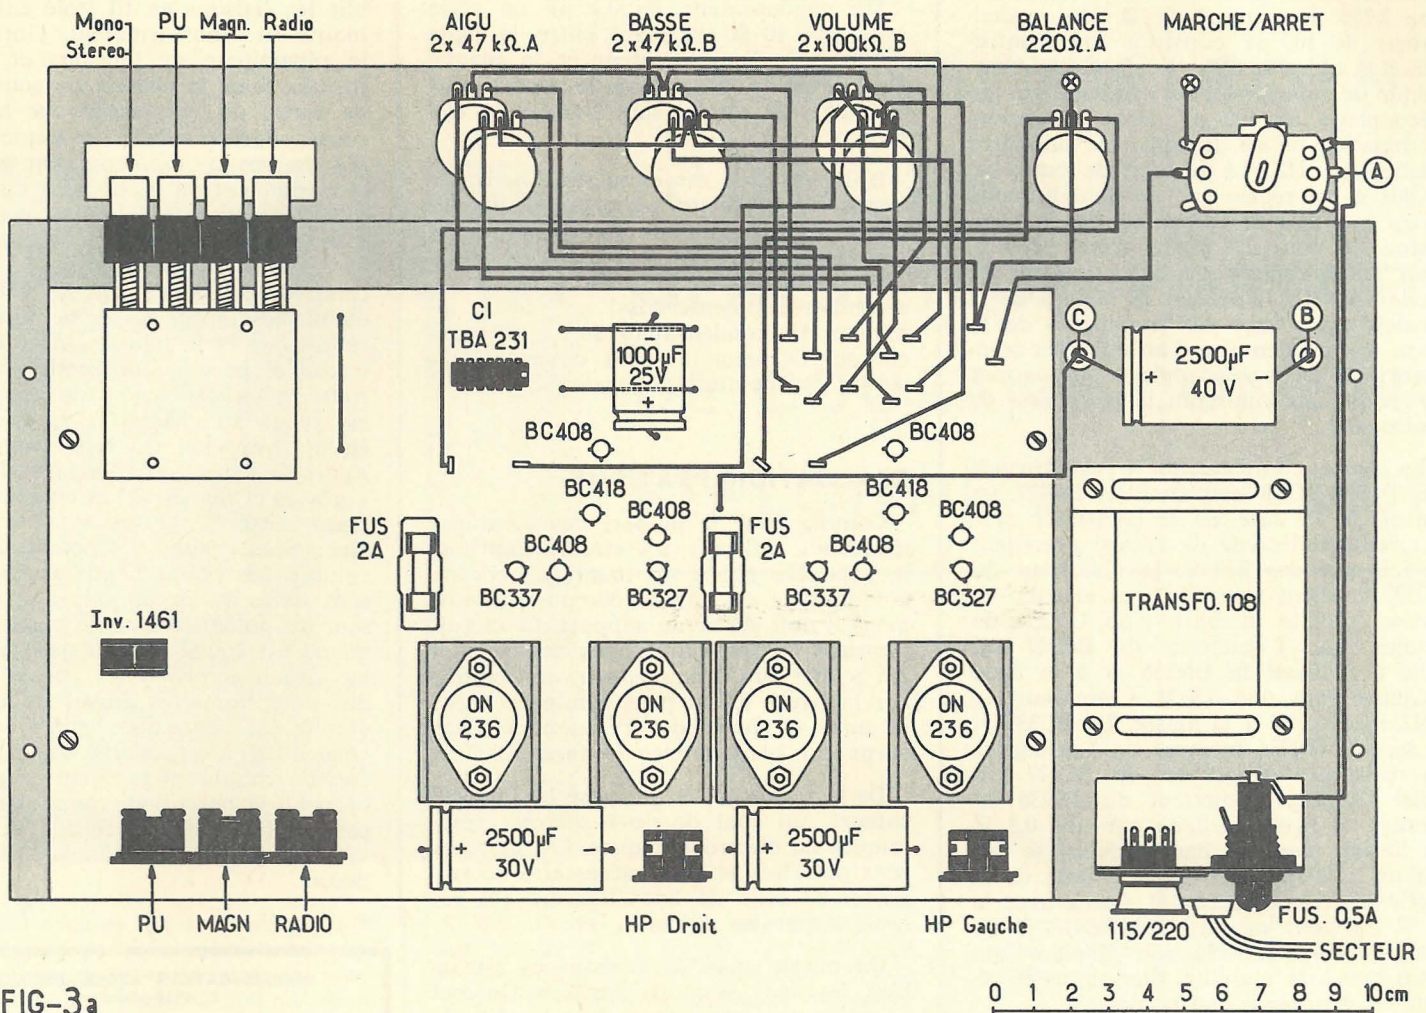 Mono-
Stéréo
PU
Magn.
Radio
AIGU
2x 47 kΩ.A
BASSE
2x47kΩ.B
VOLUME
2x100kΩ.B
BALANCE
220Ω.A
MARCHE/ARRET
A
CI
TBA 231
-
1000µF
25V
+
C
B
2500µF
+ -
40 V
BC408
BC408
BC418
BC408
BC418
BC408
FUS
2A
BC408
BC337
BC327
FUS
2A
BC408
BC337
BC327
TRANSFO.108
Inv. 1461
ON
236
ON
236
ON
236
ON
236
+ 2500µF
30V
+ 2500µF
30V
PU
MAGN
RADIO
HP Droit
HP Gauche
115/220
FUS. 0,5A
SECTEUR
FIG-3a
0 1 2 3 4 5 6 7 8 9 10cm